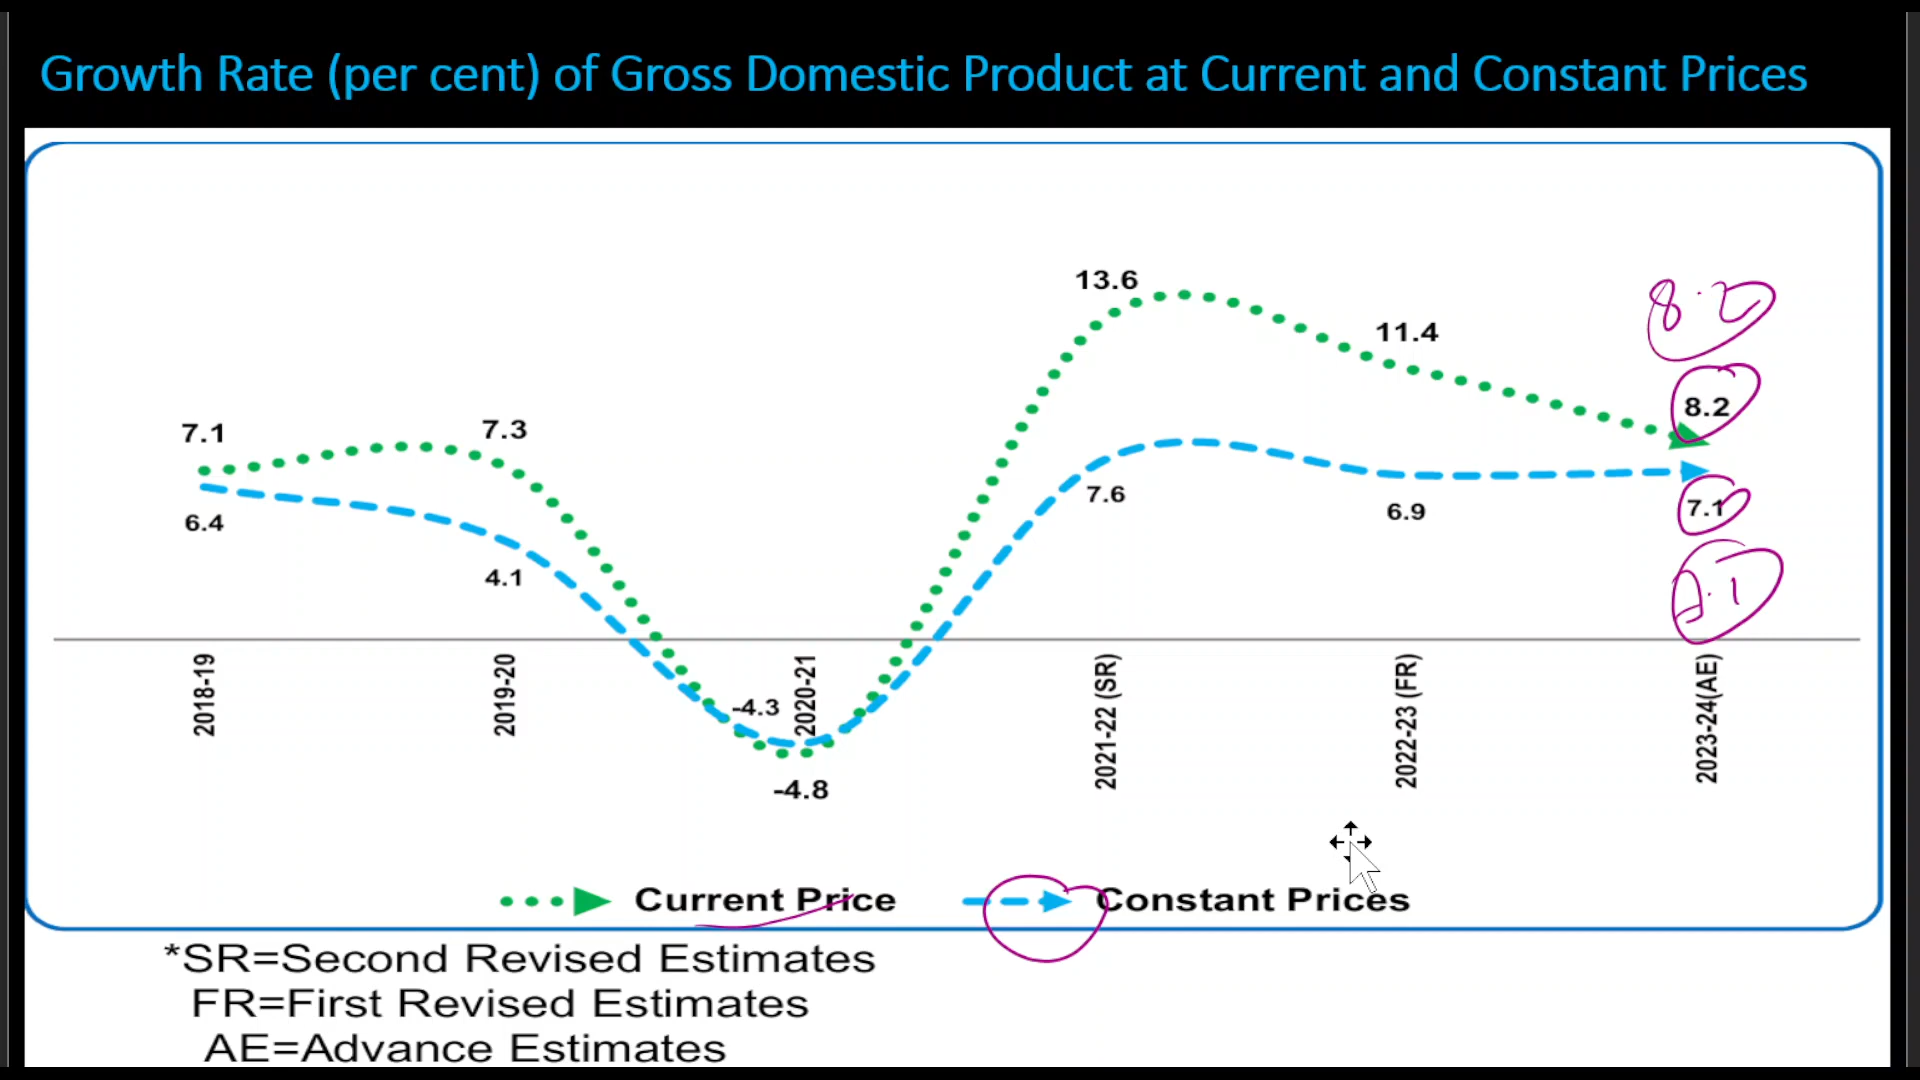 Growth Rate (per cent) of Gross Domestic Product at Current and Constant Prices
13.6
11.4
8.2
8.2
7.1
7.3
7.6
6.9
7.1
6.4
4.1
-4.3
-4.8
2018-19
2019-20
2020-21
2021-22 (SR)
2022-23 (FR)
2023-24(AE)
Current Price
Constant Prices
*SR=Second Revised Estimates
FR=First Revised Estimates
AE=Advance Estimates